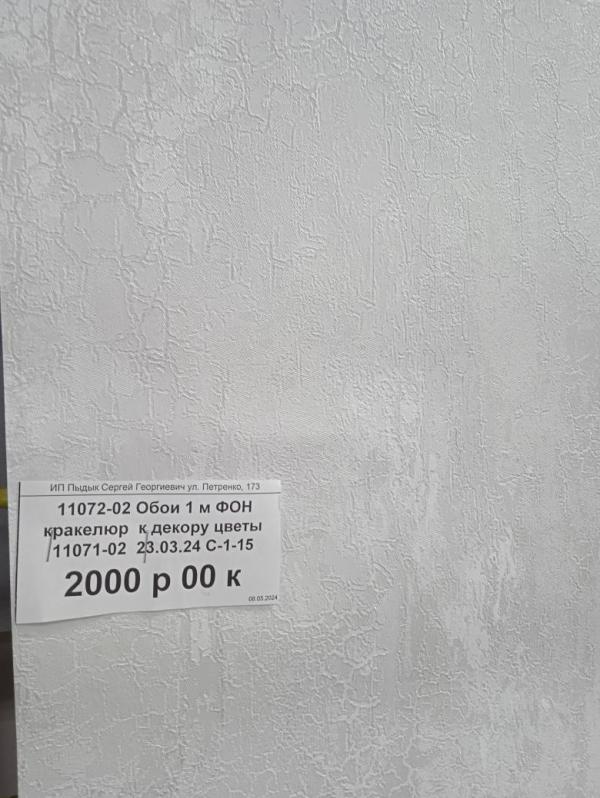 ИП Пыдык Сергей Георгиевич ул. Петренко, 173
11072-02 Обои 1 м ФОН
кракелюр к декору цветы
11071-02 23.03.24 С-1-15
2000 р 00 к
08.05.2024